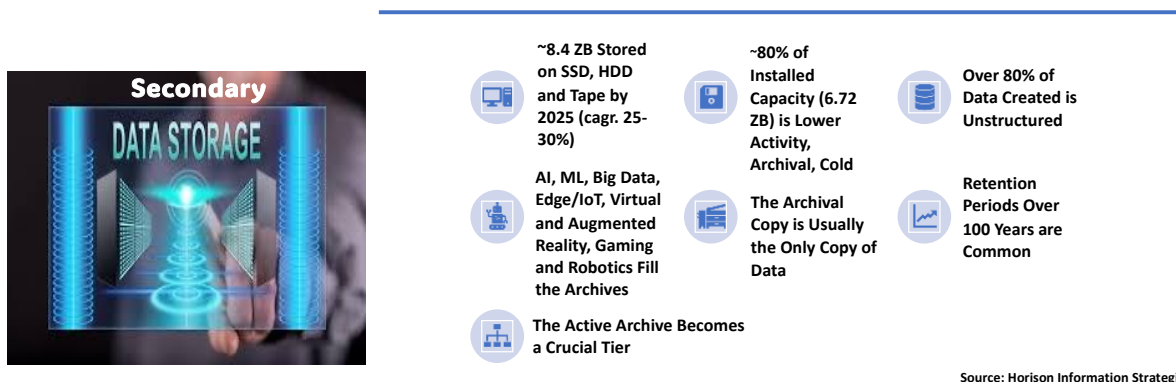 Secondary
DATA STORAGE
~8.4 ZB Stored
on SSD, HDD
and Tape by
2025 (cagr. 25-
30%)
~80% of
Installed
Capacity (6.72
ZB) is Lower
Activity,
Archival, Cold
Over 80% of
Data Created is
Unstructured
AI, ML, Big Data,
Edge/IoT, Virtual
and Augmented
Reality, Gaming
and Robotics Fill
the Archives
The Archival
Copy is Usually
the Only Copy of
Data
Retention
Periods Over
100 Years are
Common
The Active Archive Becomes
a Crucial Tier
Source: Horison Information Strateg